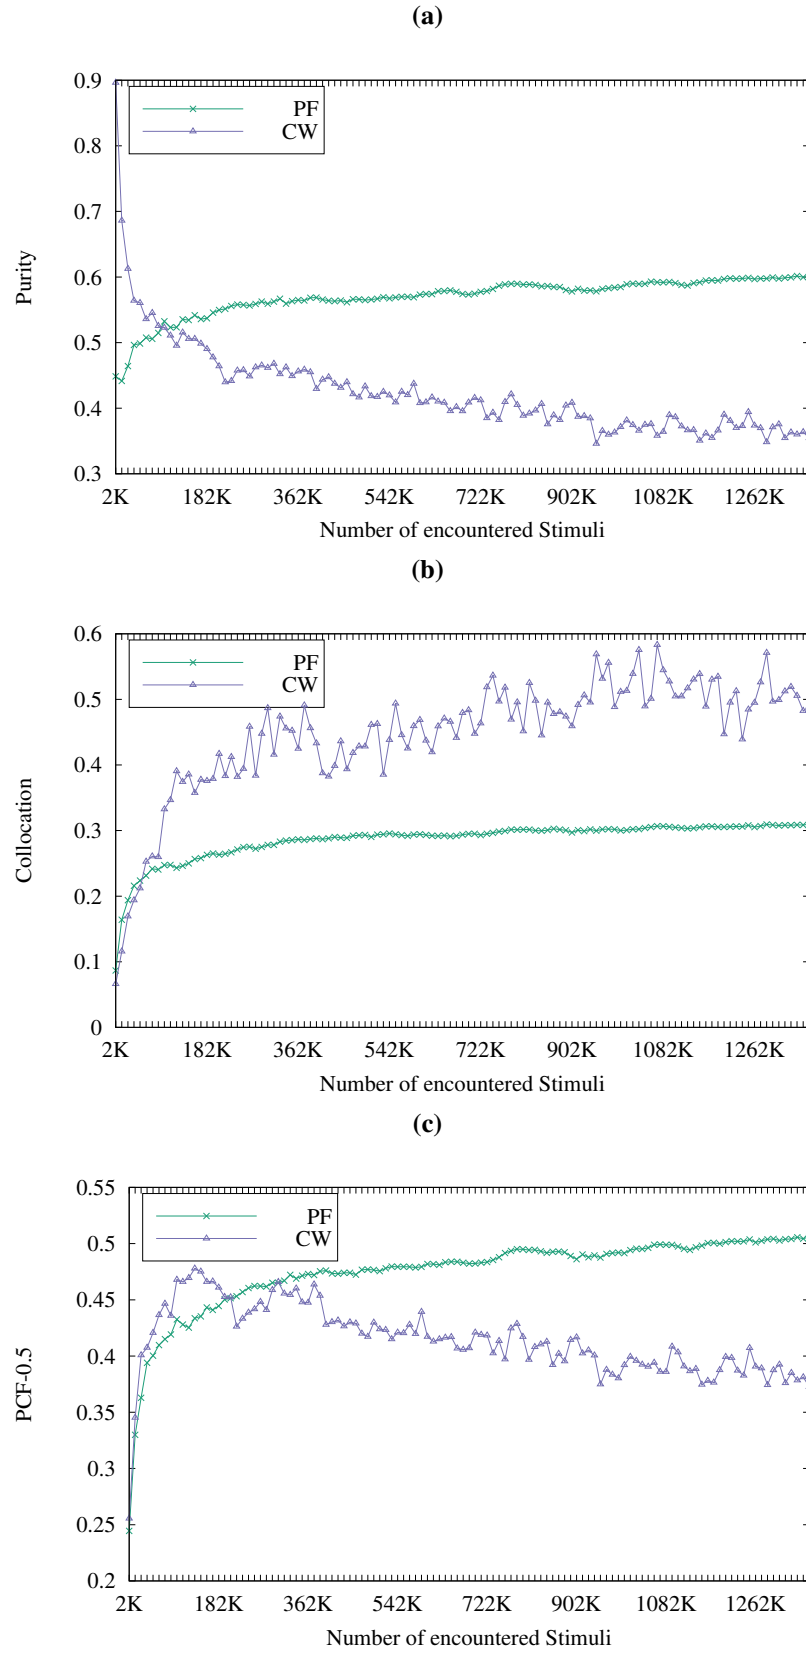 (a)
0.9
0.8
0.7
0.6
0.5
0.4
0.3
Purity
PF
CW
2K 182K 362K 542K 722K 902K 1082K 1262K
Number of encountered Stimuli
(b)
0.6
0.5
0.4
0.3
0.2
0.1
0
Collocation
PF
CW
2K 182K 362K 542K 722K 902K 1082K 1262K
Number of encountered Stimuli
(c)
0.55
0.5
0.45
0.4
0.35
0.3
0.25
0.2
PCF-0.5
PF
CW
2K 182K 362K 542K 722K 902K 1082K 1262K
Number of encountered Stimuli